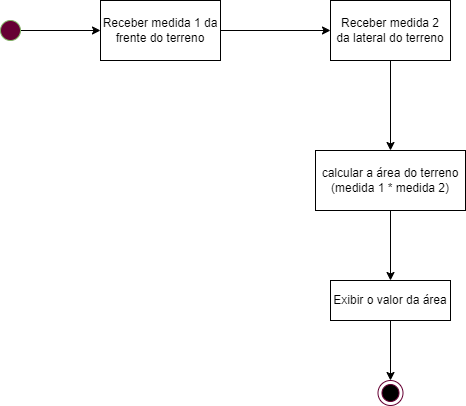 Receber medida 1 da
frente do terreno
Receber medida 2
da lateral do terreno
calcular a área do terreno
(medida 1 * medida 2)
Exibir o valor da área